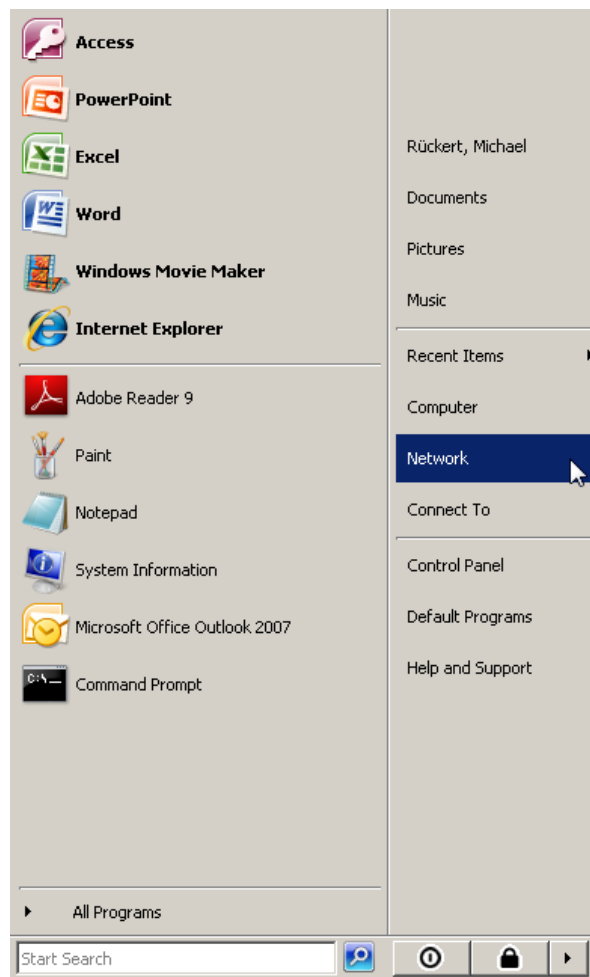 Access
PowerPoint
Excel
Word
Windows Movie Maker
Internet Explorer
Adobe Reader 9
Paint
Notepad
System Information
Microsoft Office Outlook 2007
C:\
Command Prompt
All Programs
Start Search
Rückert, Michael
Documents
Pictures
Music
Recent Items
Computer
Network
Connect To
Control Panel
Default Programs
Help and Support